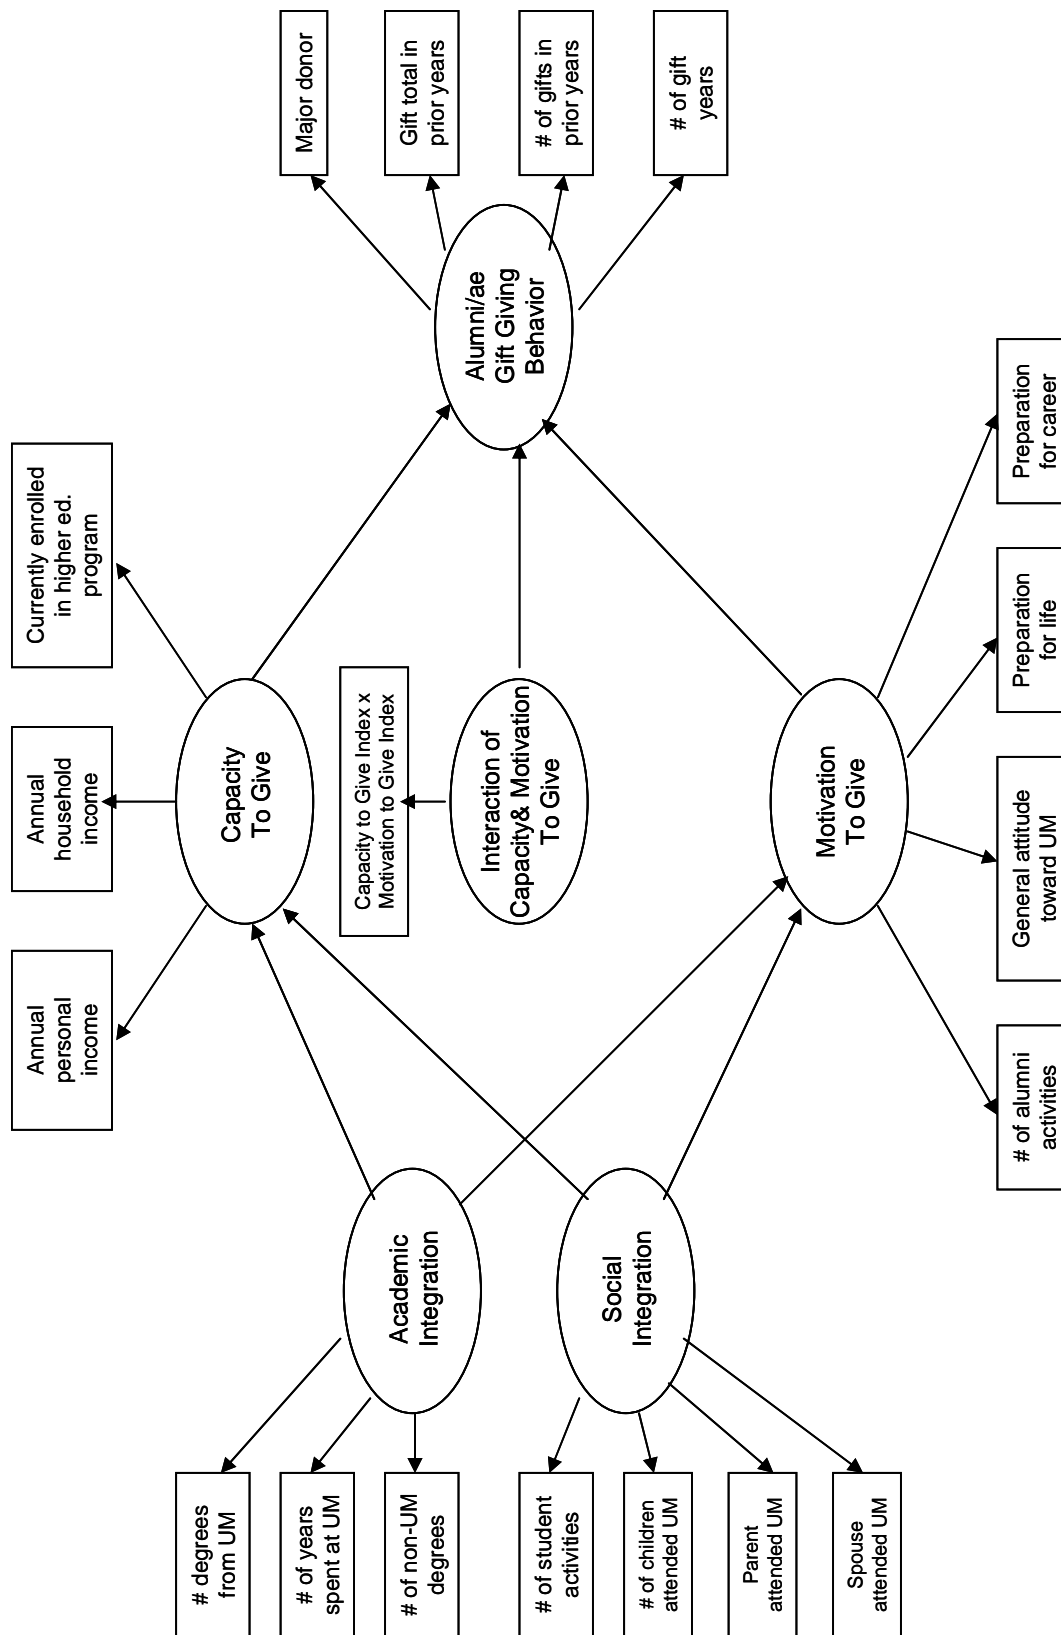 Annual
personal
income
Annual
household
income
Currently enrolled
in higher ed.
program
# degrees
from UM
# of years
spent at UM
# of non-UM
degrees
# of student
activities
# of children
attended UM
Parent
attended UM
Spouse
attended UM
Academic
Integration
Social
Integration
Capacity
To Give
Capacity to Give Index x
Motivation to Give Index
Interaction of
Capacity& Motivation
To Give
Motivation
To Give
Alumni/ae
Gift Giving
Behavior
Major donor
Gift total in
prior years
# of gifts in
prior years
# of gift
years
# of alumni
activities
General attitude
toward UM
Preparation
for life
Preparation
for career